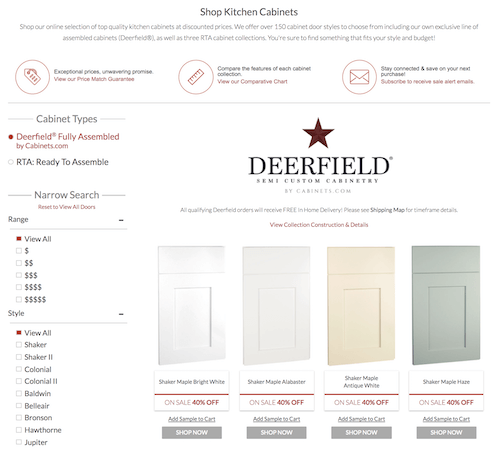 Shop Kitchen Cabinets
Shop our online selection of top quality kitchen cabinets at discounted prices. We offer over 150 cabinet door styles to choose from including our own exclusive line of
assembled cabinets (Deerfield®), as well as three RTA cabinet collections. You're sure to find something that fits your style and budget!
Exceptional prices, unwavering promise.
View our Price Match Guarantee
Compare the features of each cabinet
collection.
View our Comparative Chart
Stay connected & save on your next
purchase!
Subscribe to receive sale alert emails.
Cabinet Types
Deerfield® Fully Assembled
by Cabinets.com
RTA: Ready To Assemble
Narrow Search
Reset to View All Doors
Range
View All
$
$$
$$$
$$$$
$$$$$
Style
View All
Shaker
Shaker II
Colonial
Colonial II
Baldwin
Belleair
Bronson
Hawthorne
Jupiter
DEERFIELD®
SEMI CUSTOM CABINETRY
BY CABINETS.COM
All qualifying Deerfield orders will receive FREE In Home Delivery! Please see Shipping Map for timeframe details.
View Collection Construction & Details
Shaker Maple Bright White
ON SALE 40% OFF
Add Sample to Cart
SHOP NOW
Shaker Maple Alabaster
ON SALE 40% OFF
Add Sample to Cart
SHOP NOW
Shaker Maple
Antique White
ON SALE 40% OFF
Add Sample to Cart
SHOP NOW
Shaker Maple Haze
ON SALE 40% OFF
Add Sample to Cart
SHOP NOW